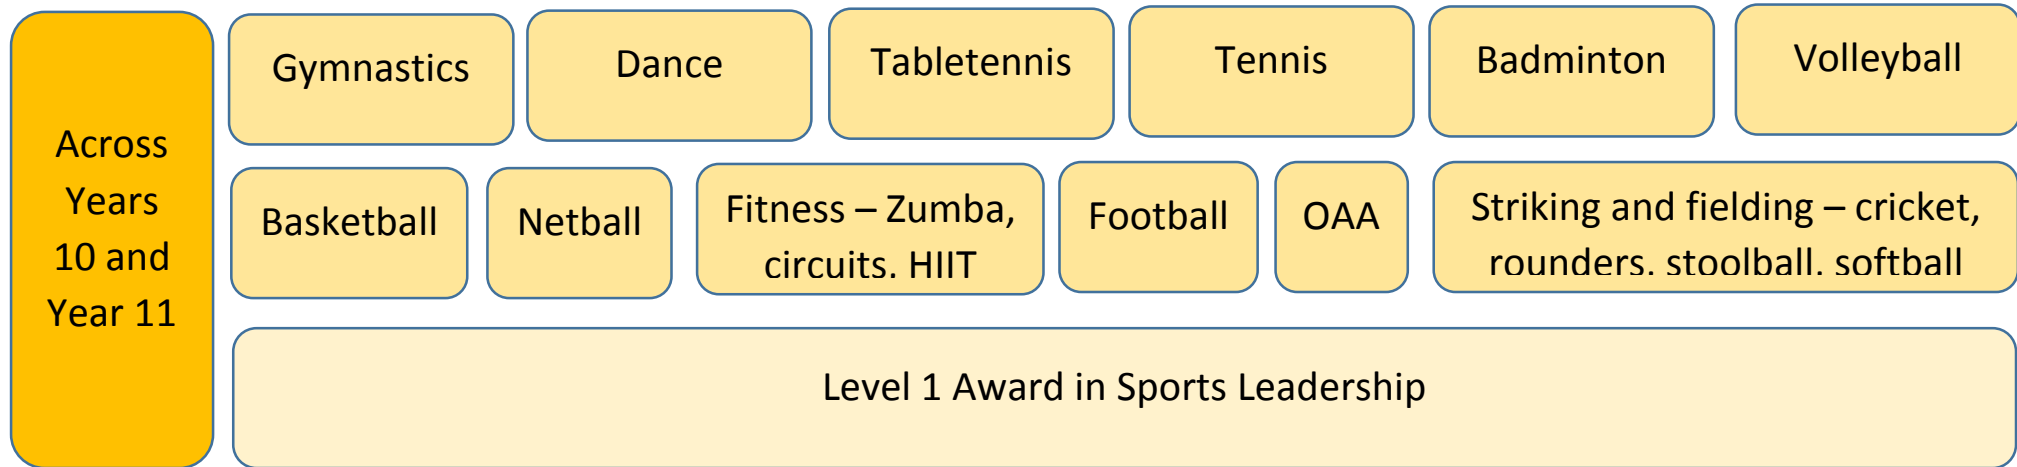 Across
Years
10 and
Year 11
Gymnastics
Dance
Tabletennis
Tennis
Badminton
Volleyball
Basketball
Netball
Fitness – Zumba,
circuits. HIIT
Football
OAA
Striking and fielding – cricket,
rounders. stoolball. softball
Level 1 Award in Sports Leadership